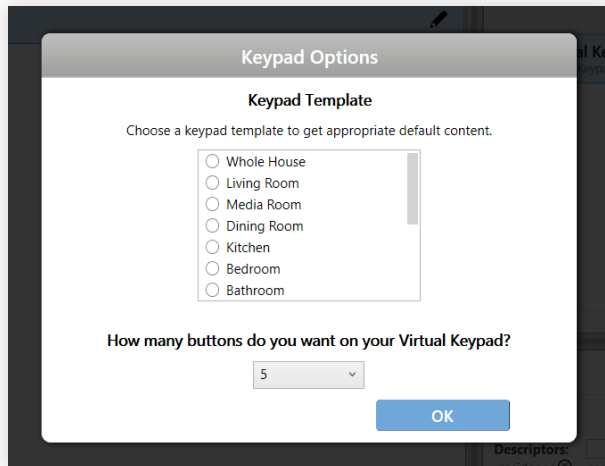 Keypad Options
Keypad Template
Choose a keypad template to get appropriate default content.
Whole House
Living Room
Media Room
Dining Room
Kitchen
Bedroom
Bathroom
How many buttons do you want on your Virtual Keypad?
5
OK
Descriptors: